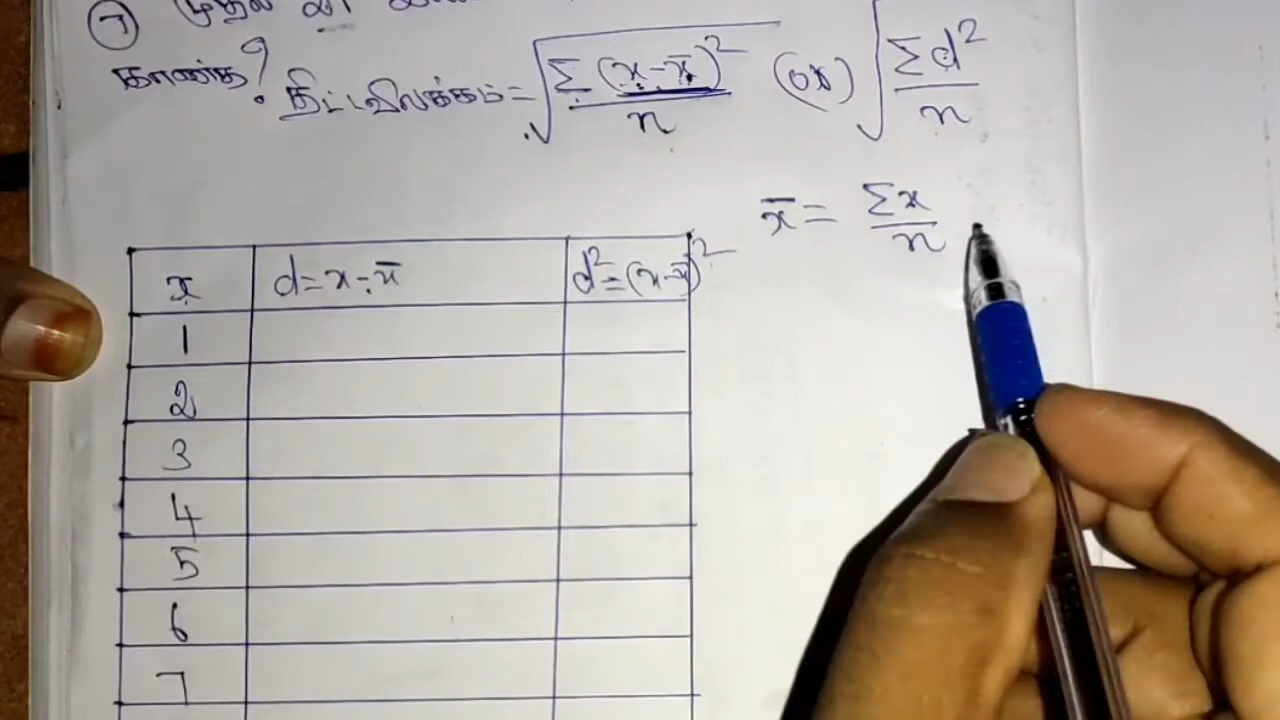 7
காண்க?
திட்டவிலக்கம் = √(Σ(x-x̄)²/n) (or) √(Σd²/n)
x̄ = Σx/n
x d=x-x̄ d²=(x-x̄)²
1
2
3
4
5
6
7